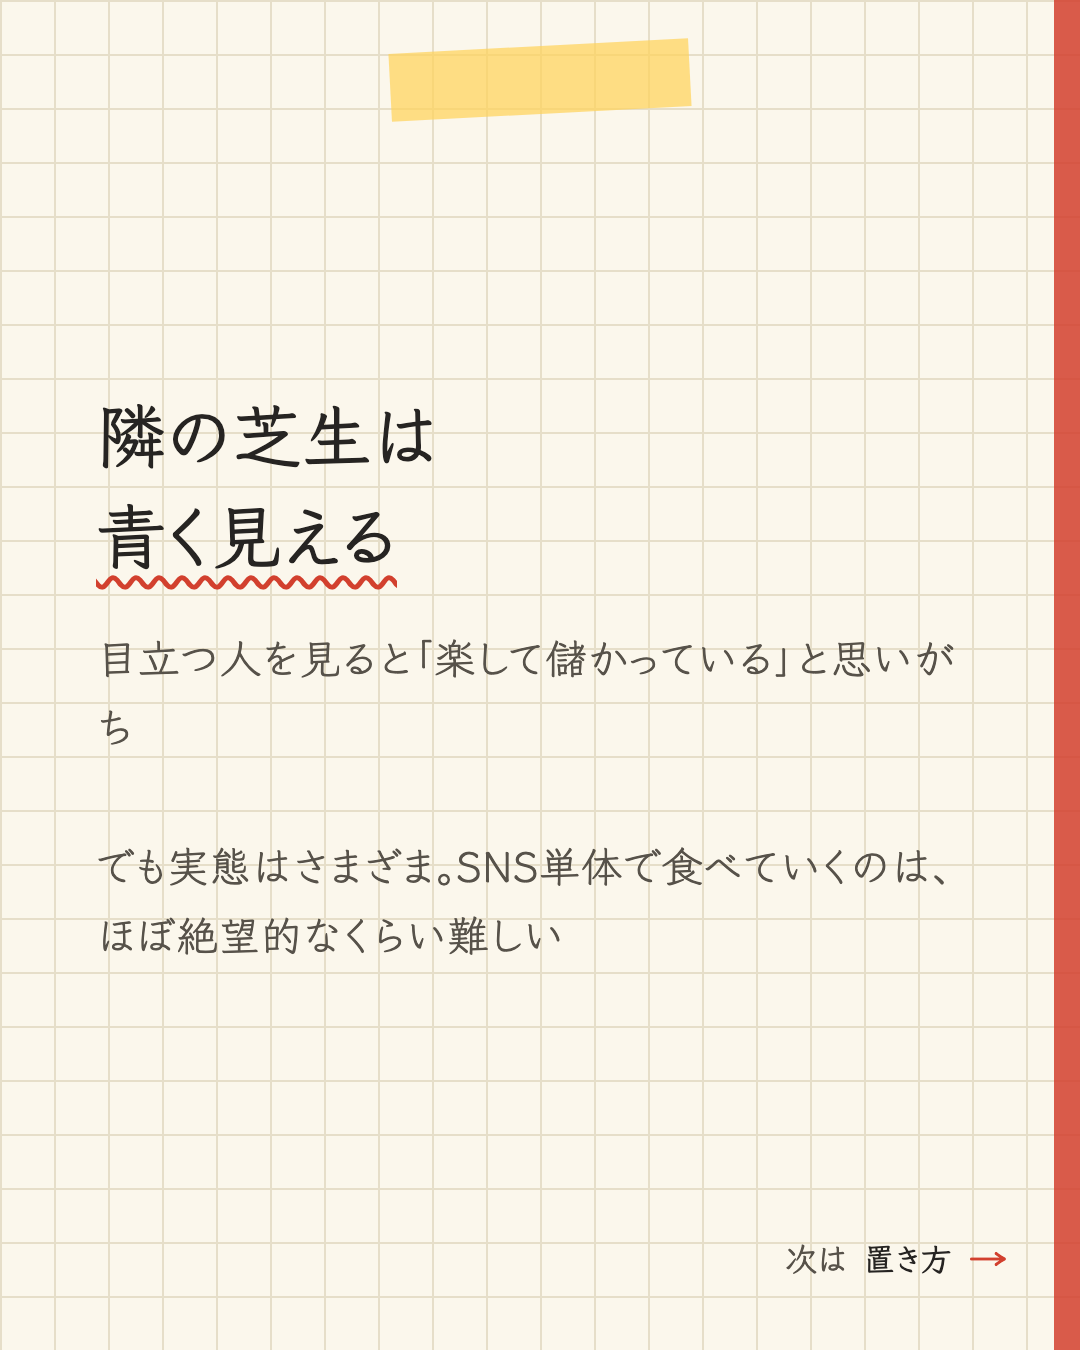 隣の芝生は
青く見える
目立つ人を見ると「楽して儲かっている」と思いが
ち
でも実態はさまざま。SNS単体で食べていくのは、
ほぼ絶望的なくらい難しい
次は 置き方 →